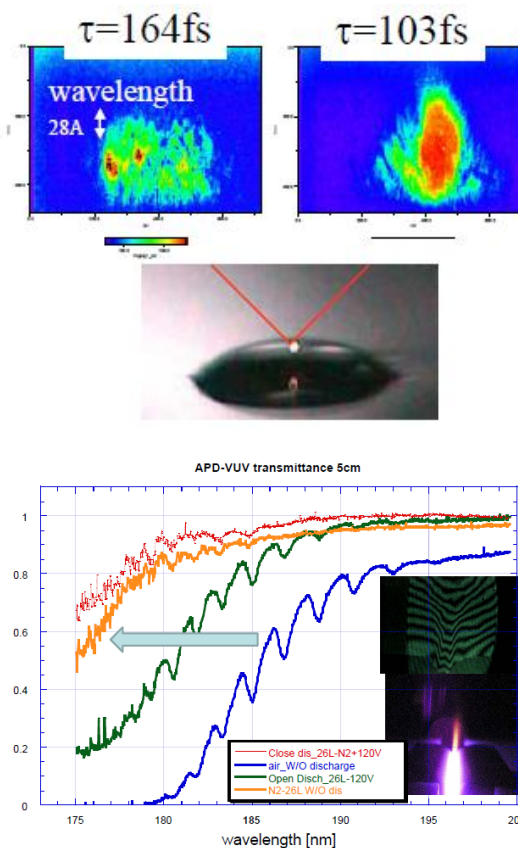 τ=164fs
τ=103fs
wavelength
28A
APD-VUV transmittance 5cm
1
0.8
0.6
0.4
0.2
0
Close dis_26L-N2+120V
air_W/O discharge
Open Disch_26L-120V
N2-26L W/O dis
175
180
185
190
195
20
wavelength [nm]